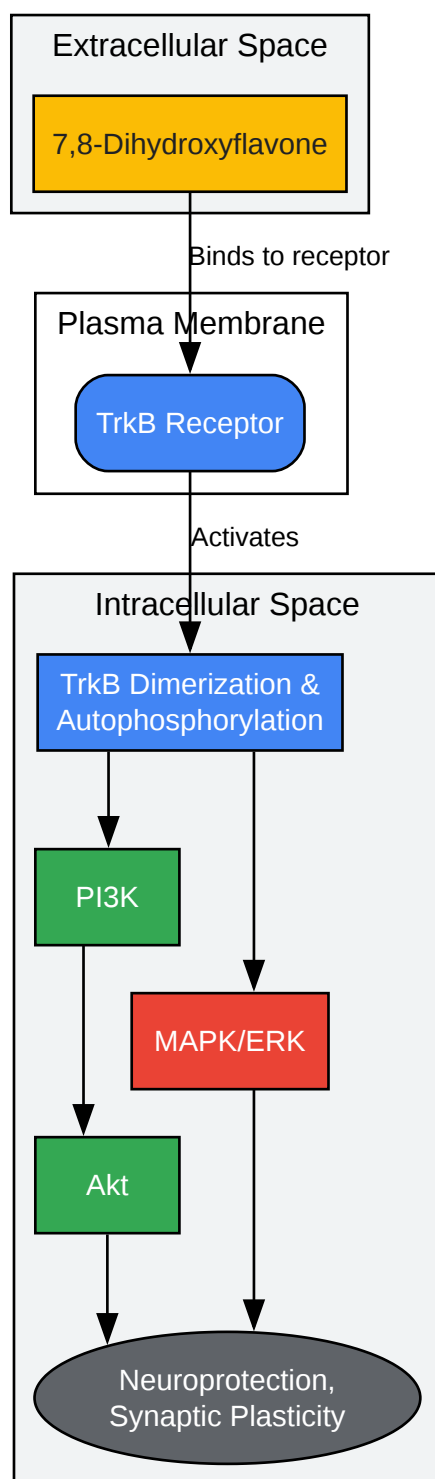 Extracellular Space
7,8-Dihydroxyflavone
Binds to receptor
Plasma Membrane
TrkB Receptor
Activates
Intracellular Space
TrkB Dimerization &
Autophosphorylation
PI3K
MAPK/ERK
Akt
Neuroprotection,
Synaptic Plasticity